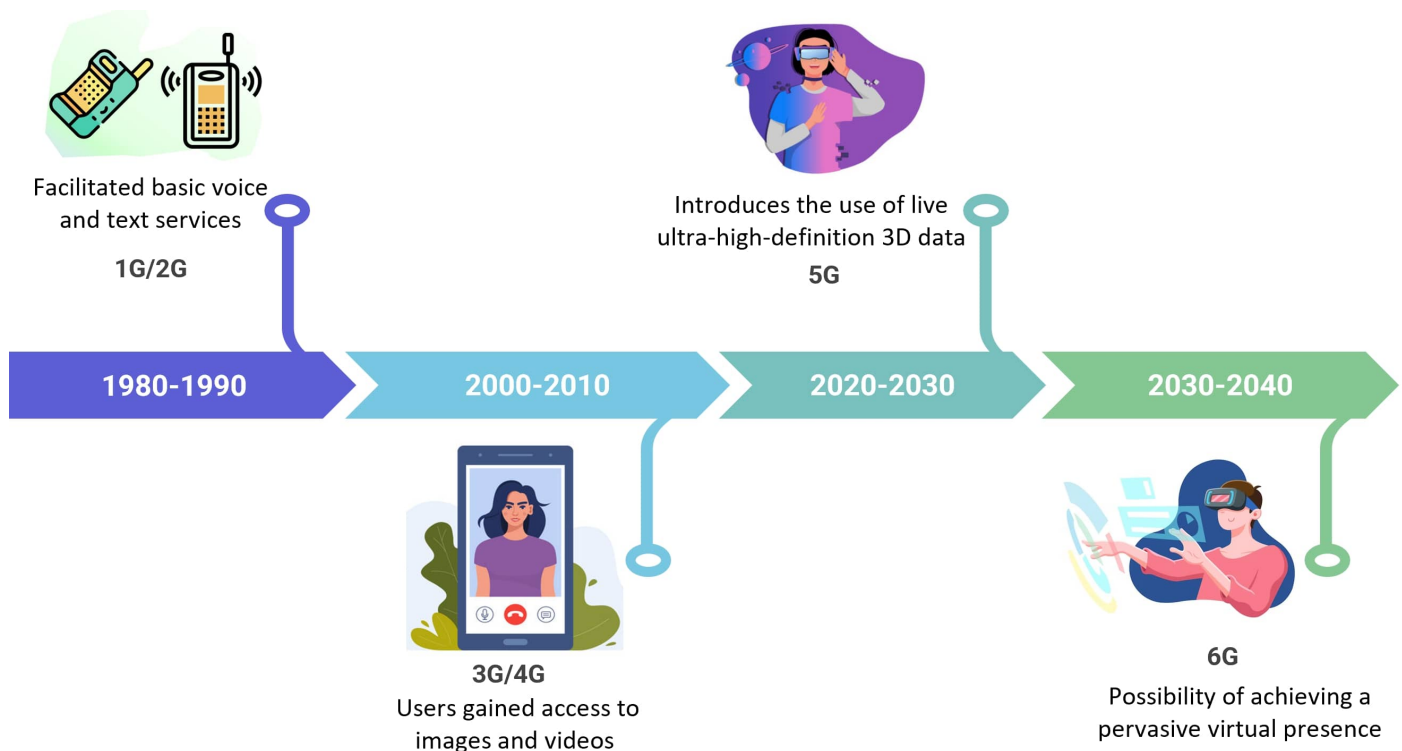 Facilitated basic voice
and text services
1G/2G
Introduces the use of live
ultra-high-definition 3D data
5G
1980-1990
2000-2010
2020-2030
2030-2040
3G/4G
Users gained access to
images and videos
6G
Possibility of achieving a
pervasive virtual presence